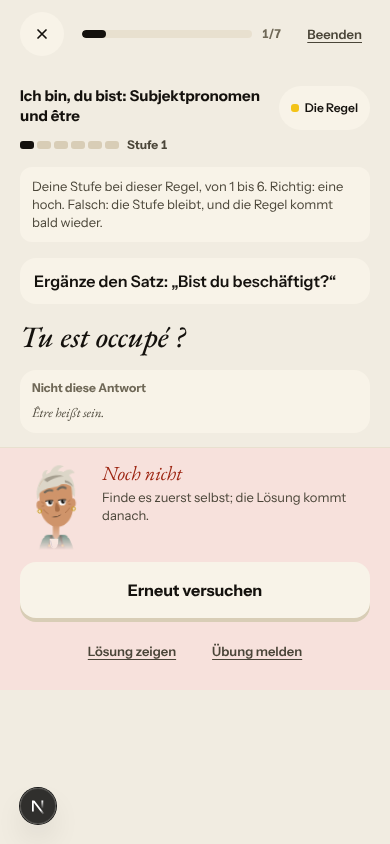 ✕
1/7
Beenden
Ich bin, du bist: Subjektpronomen
und être
Die Regel
Stufe 1
Deine Stufe bei dieser Regel, von 1 bis 6. Richtig: eine
hoch. Falsch: die Stufe bleibt, und die Regel kommt
bald wieder.
Ergänze den Satz: „Bist du beschäftigt?“
Tu est occupé ?
Nicht diese Antwort
Être heißt sein.
Noch nicht
Finde es zuerst selbst; die Lösung kommt
danach.
Erneut versuchen
Lösung zeigen
Übung melden
N